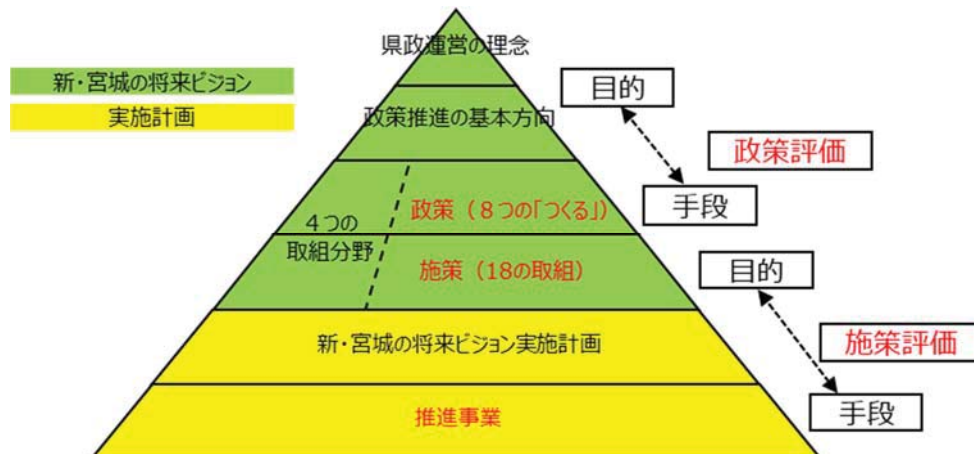 県政運営の理念
新・宮城の将来ビジョン
実施計画
政策推進の基本方向
目的
政策評価
手段
4つの
取組分野
政策(8つの「つくる」)
施策(18の取組)
目的
施策評価
手段
新・宮城の将来ビジョン実施計画
推進事業